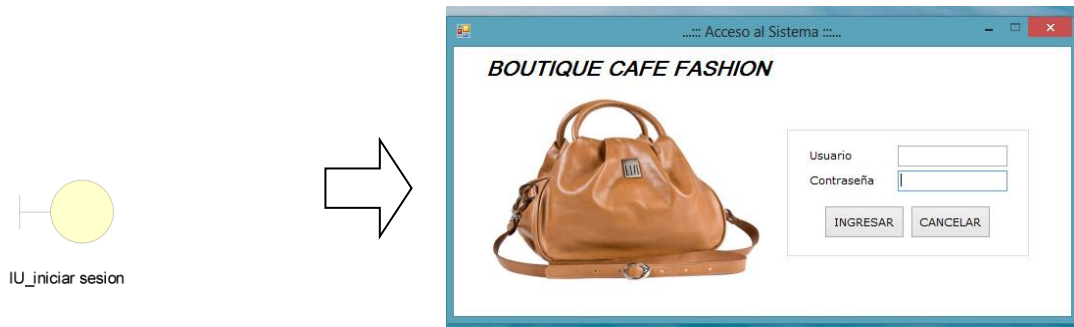 ...::: Acceso al Sistema :::...
BOUTIQUE CAFE FASHION
Usuario
Contraseña
INGRESAR CANCELAR
IU_iniciar sesion